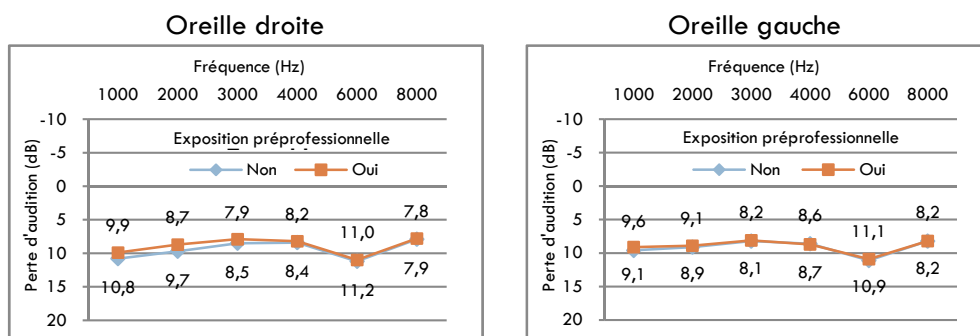 Oreille droite
Fréquence (Hz)
1000 2000 3000 4000 6000 8000
Perte d'audition (dB)
-10
-5
0
5
10
15
20
Exposition préprofessionnelle
Non Oui
9,9 8,7 7,9 8,2 11,0 7,8
10,8 9,7 8,5 8,4 11,2 7,9
Oreille gauche
Fréquence (Hz)
1000 2000 3000 4000 6000 8000
Perte d'audition (dB)
-10
-5
0
5
10
15
20
Exposition préprofessionnelle
Non Oui
9,6 9,1 8,2 8,6 11,1 8,2
9,1 8,9 8,1 8,7 10,9 8,2